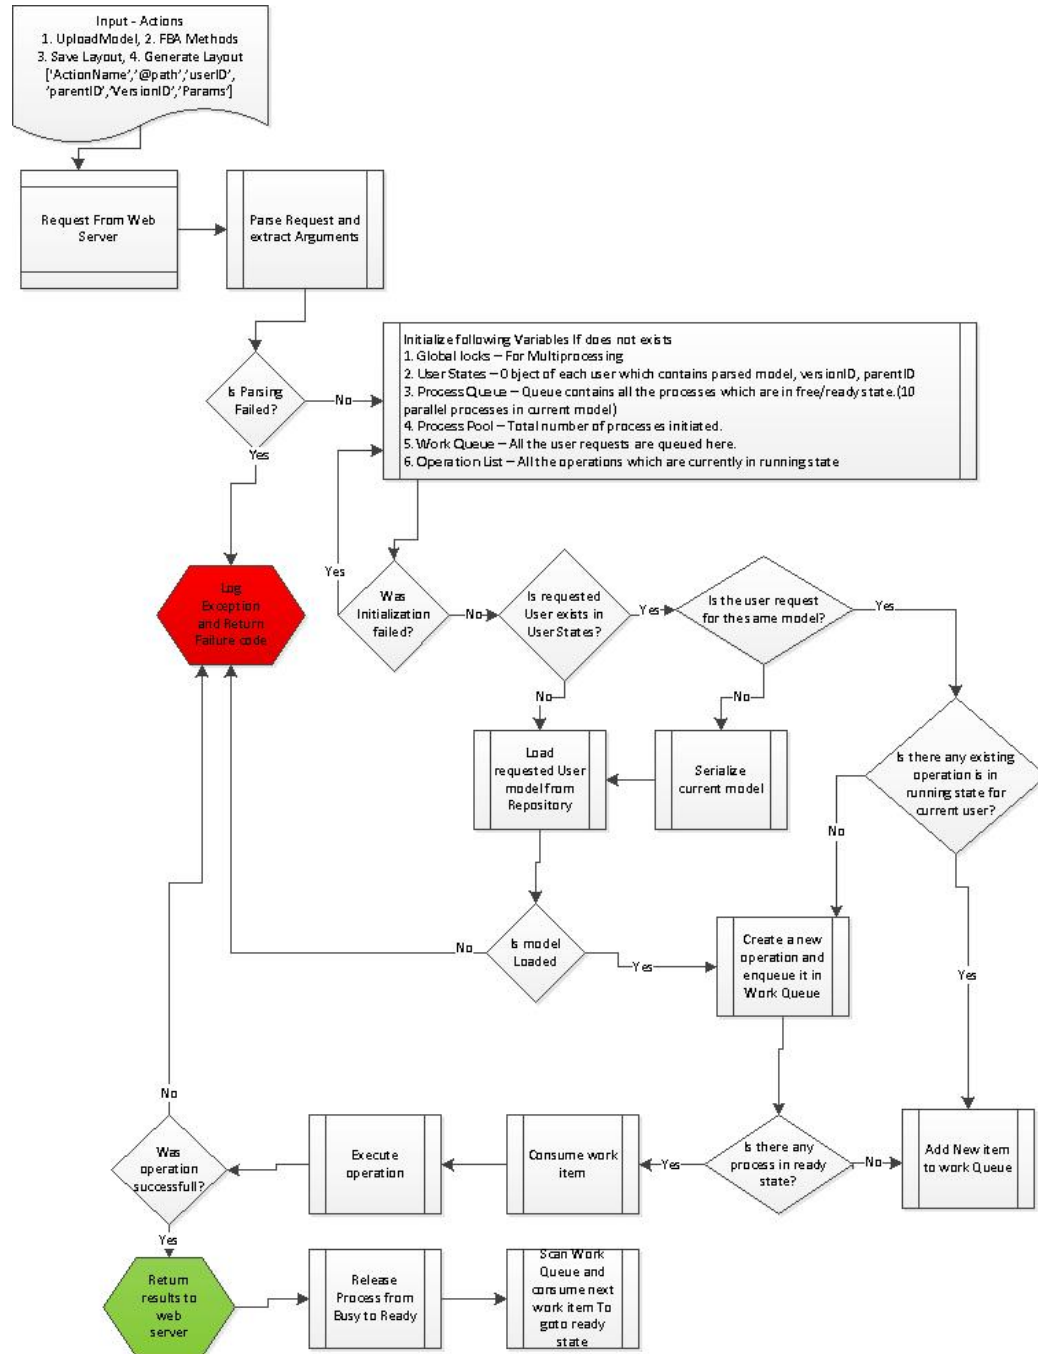 Input - Actions
1. UploadModel, 2. FBA Methods
3. Save Layout, 4. Generate Layout
['ActionName','@path','userID',
'parentID','VersionID','Params']
Request From Web
Server
Parse Request and
extract Arguments
Initialize following Variables If does not exists
1. Global locks – For Multiprocessing
2. User States – Object of each user which contains parsed model, versionID, parentID
3. Process Queue – Queue contains all the processes which are in free/ready state.(10
parallel processes in current model)
4. Process Pool – Total number of processes initiated.
5. Work Queue – All the user requests are queued here.
6. Operation List – All the operations which are currently in running state
Is Parsing
Failed?
No
Yes
Log
Exception
and Return
Failure code
Yes
Was
Initialization
failed?
No
Is requested
User exists in
User States?
Yes
Is the user request
for the same model?
Yes
No
No
Load
requested User
model from
Repository
Serialize
current model
Is there any existing
operation is in
running state for
current user?
No
Yes
Is model
Loaded
No
Yes
Create a new
operation and
enqueue it in
Work Queue
No
Was
operation
successfull?
Execute
operation
Consume work
item
Yes
Is there any
process in ready
state?
No
Add New item
to work Queue
Yes
Return
results to
web
server
Release
Process from
Busy to Ready
Scan Work
Queue and
consume next
work item To
goto ready
state